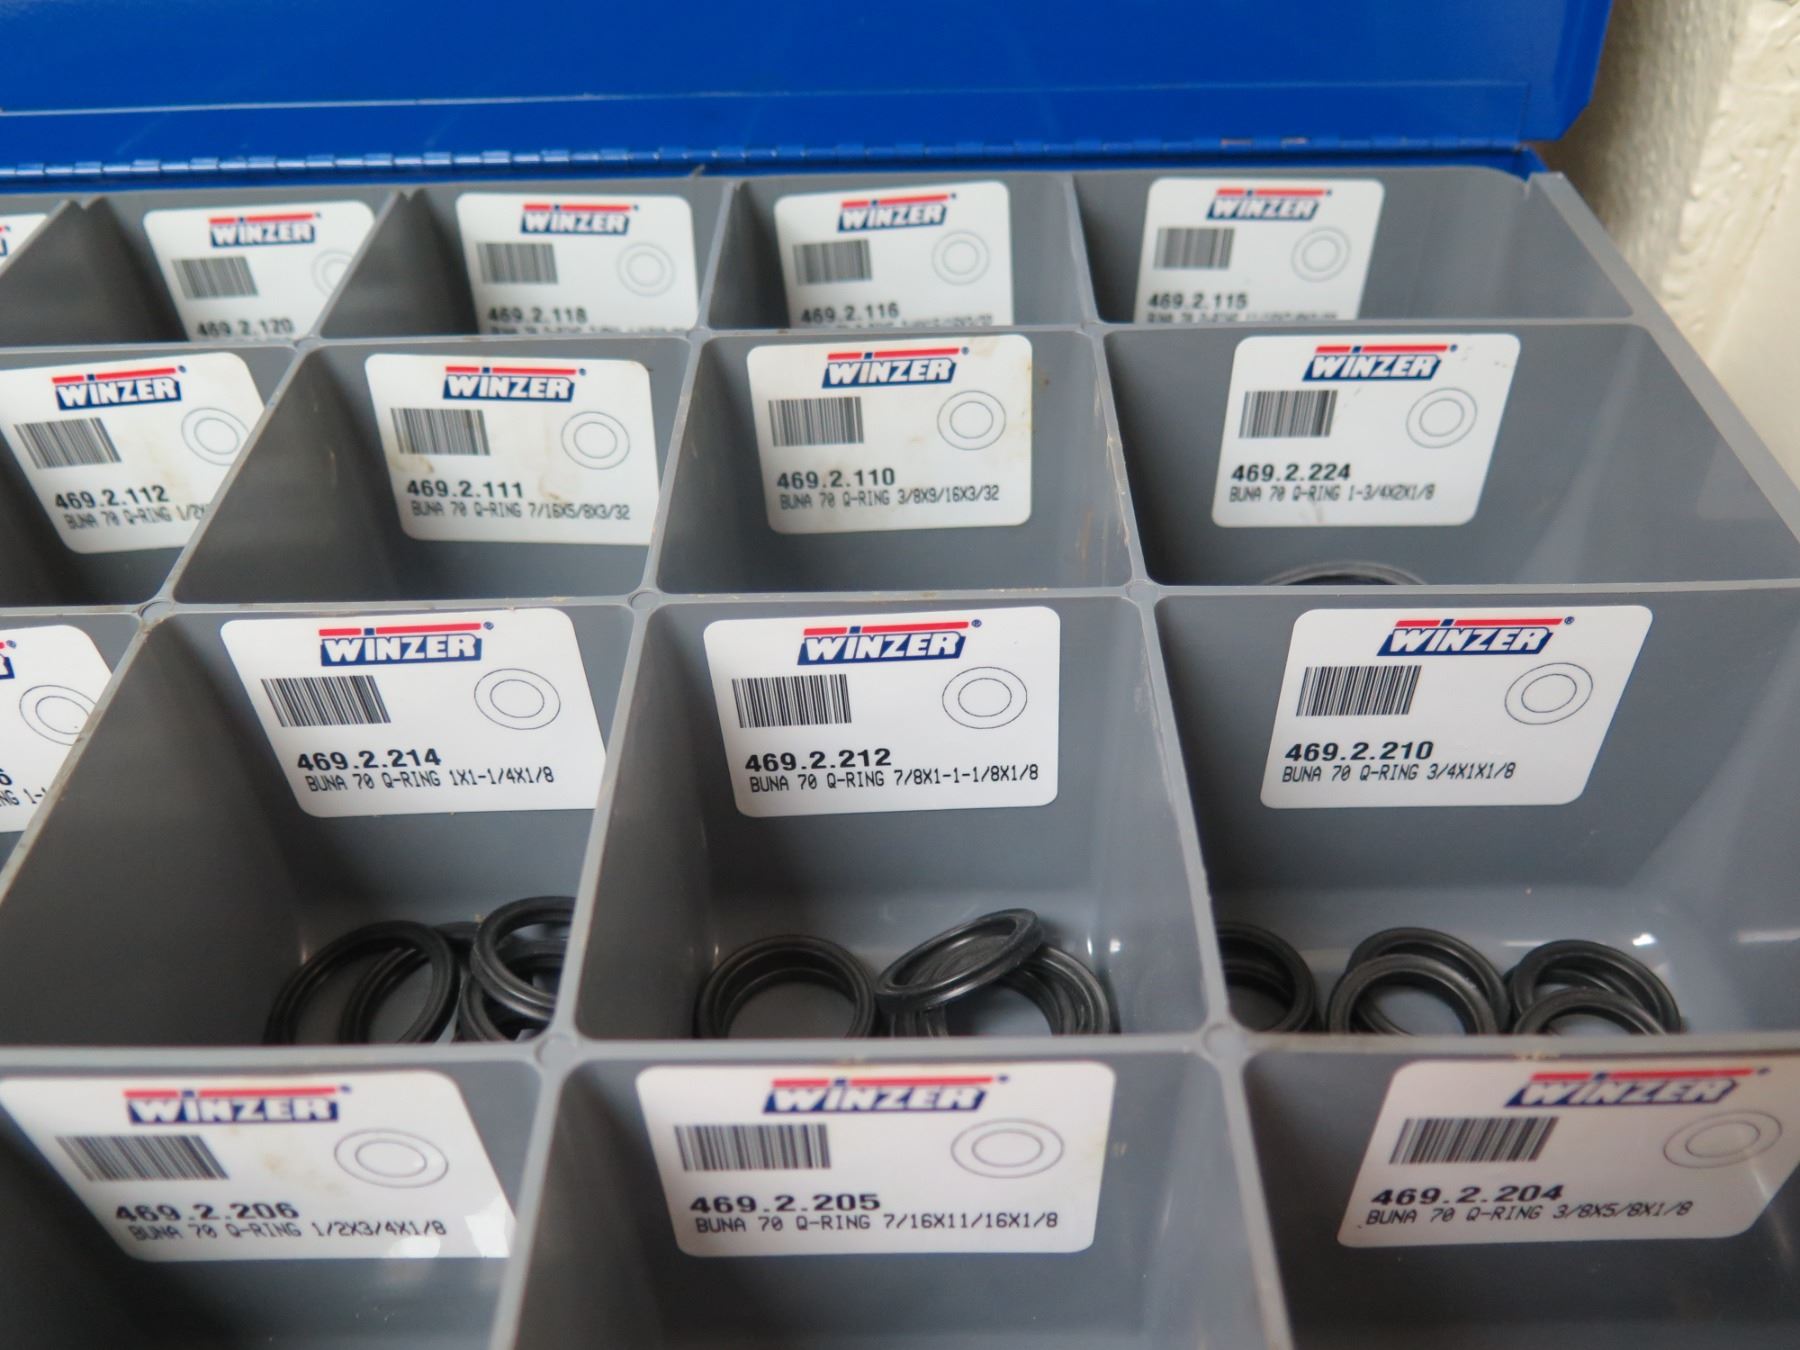 WINZER
469.2.120
WINZER
469.2.118
WINZER
469.2.116
WINZER
469.2.115
WINZER
469.2.112
BUNA 70 Q-RING 1/2
WINZER
469.2.111
BUNA 70 Q-RING 7/16X5/8X3/32
WINZER
469.2.110
BUNA 70 Q-RING 3/8X9/16X3/32
WINZER
469.2.224
BUNA 70 Q-RING 1-3/4X2X1/8
WINZER
469.2.214
BUNA 70 Q-RING 1X1-1/4X1/8
WINZER
469.2.212
BUNA 70 Q-RING 7/8X1-1-1/8X1/8
WINZER
469.2.210
BUNA 70 Q-RING 3/4X1X1/8
WINZER
469.2.206
BUNA 70 Q-RING 1/2X3/4X1/8
WINZER
469.2.205
BUNA 70 Q-RING 7/16X11/16X1/8
WINZER
469.2.204
BUNA 70 Q-RING 3/8X5/8X1/8